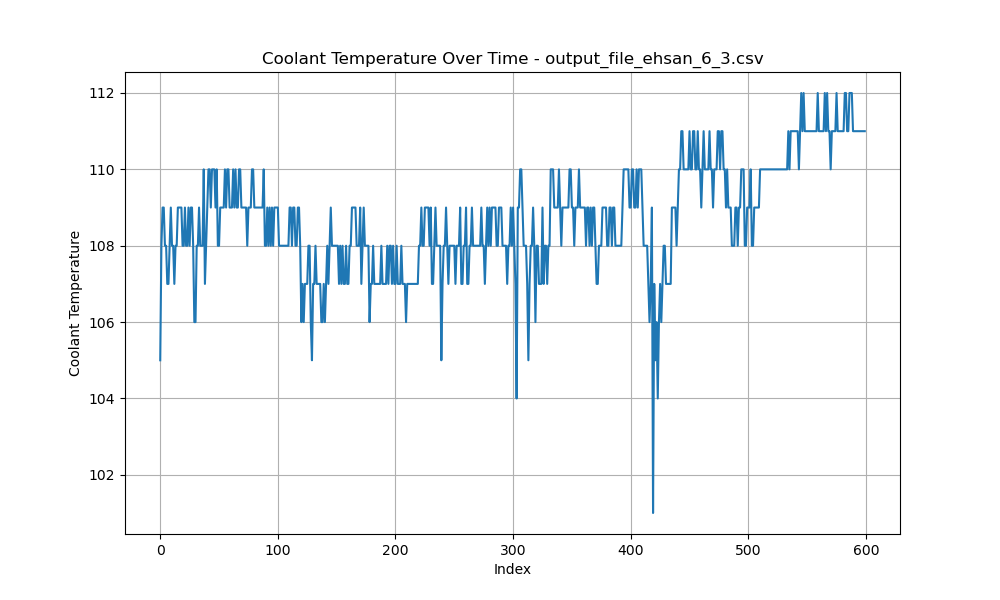 Coolant Temperature Over Time - output_file_ehsan_6_3.csv
112
110
108
106
104
102
Coolant Temperature
0 100 200 300 400 500 600
Index